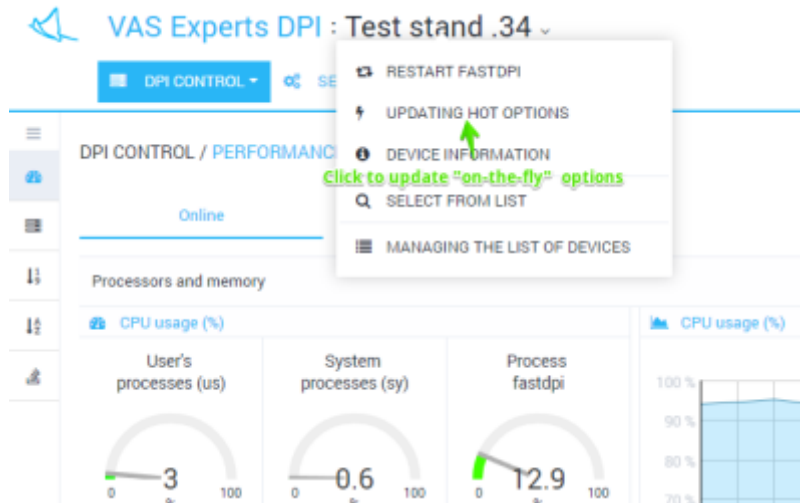 VAS Experts DPI : Test stand .34
DPI CONTROL
SE
RESTART FASTDPI
UPDATING HOT OPTIONS
DEVICE INFORMATION
Click to update "on-the-fly" options
SELECT FROM LIST
MANAGING THE LIST OF DEVICES
DPI CONTROL / PERFORMANC
Online
Processors and memory
CPU usage (%)
CPU usage (%)
User's
processes (us)
System
processes (sy)
Process
fastdpi
3
0 100
%
0.6
0 100
%
12.9
0 100
%
100 %
90 %
80 %
70 %